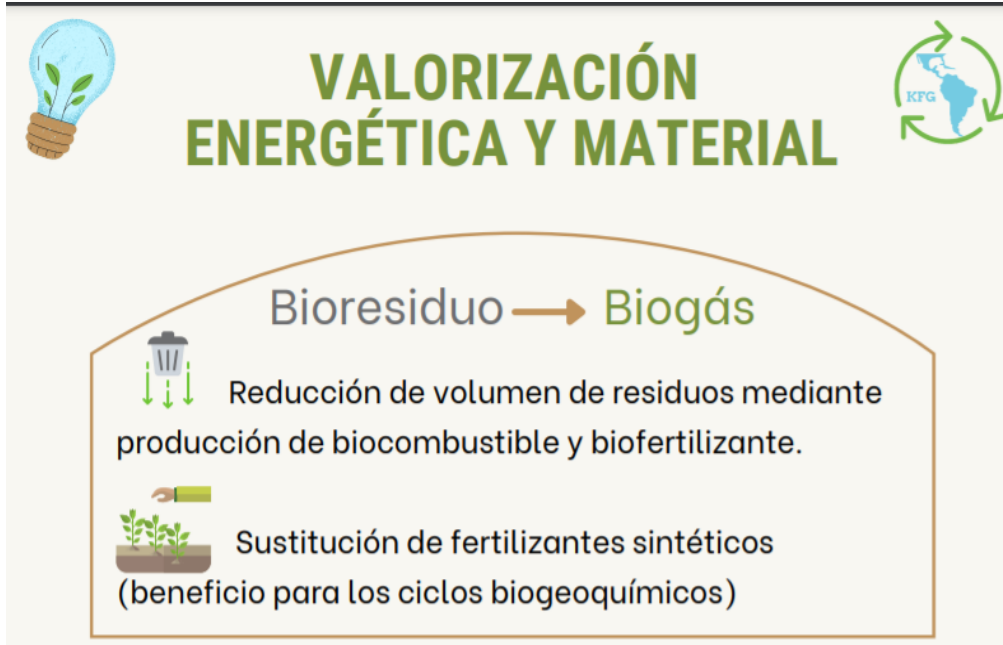 VALORIZACIÓN
ENERGÉTICA Y MATERIAL
KFG
Bioresiduo → Biogás
Reducción de volumen de residuos mediante
producción de biocombustible y biofertilizante.
Sustitución de fertilizantes sintéticos
(beneficio para los ciclos biogeoquímicos)